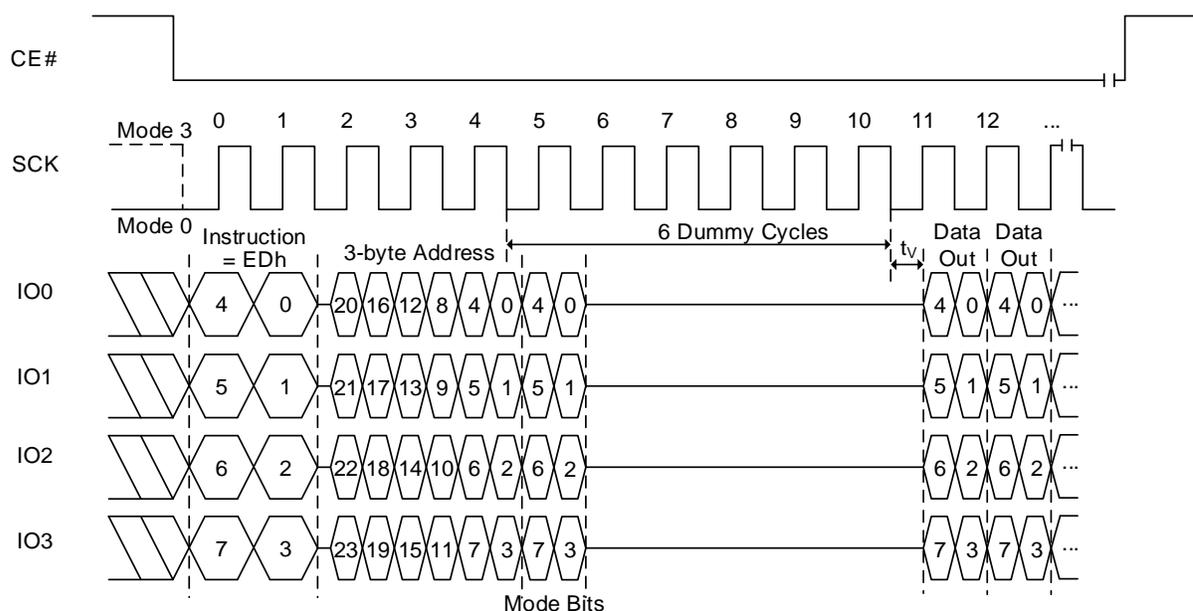 CE#
0 1 2 3 4 5 6 7 8 9 10 11 12 ...
Mode 3
SCK
Mode 0
Instruction
= EDh
3-byte Address
6 Dummy Cycles
tV
Data
Out
Data
Out
IO0
4 0 20 16 12 8 4 0 4 0 4 0 4 0 ...
IO1
5 1 21 17 13 9 5 1 5 1 5 1 5 1 ...
IO2
6 2 22 18 14 10 6 2 6 2 6 2 6 2 ...
IO3
7 3 23 19 15 11 7 3 7 3 7 3 7 3 ...
Mode Bits